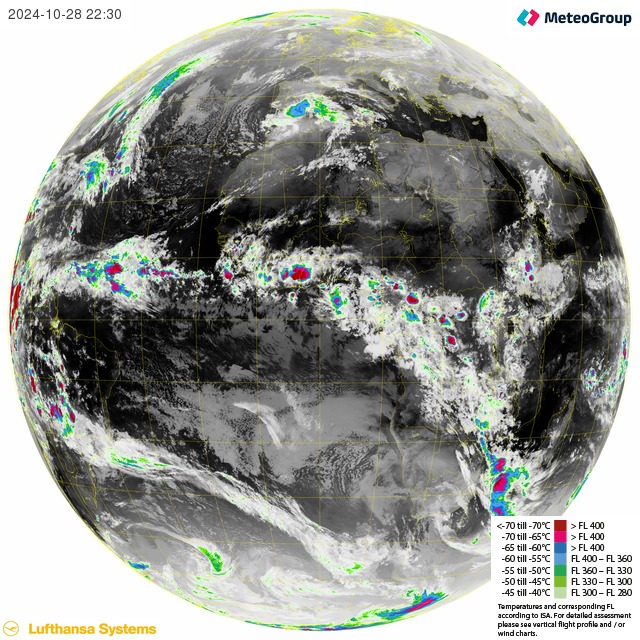 2024-10-28 22:30
MeteoGroup
<-70 till -70°C > FL 400
-70 till -65°C > FL 400
-65 till -60°C > FL 400
-60 till -55°C FL 400 – FL 360
-55 till -50°C FL 360 – FL 330
-50 till -45°C FL 330 – FL 300
-45 till -40°C FL 300 – FL 280
Temperatures and corresponding FL
according to ISA. For detailed assessment
please see vertical flight profile and / or
wind charts.
Lufthansa Systems